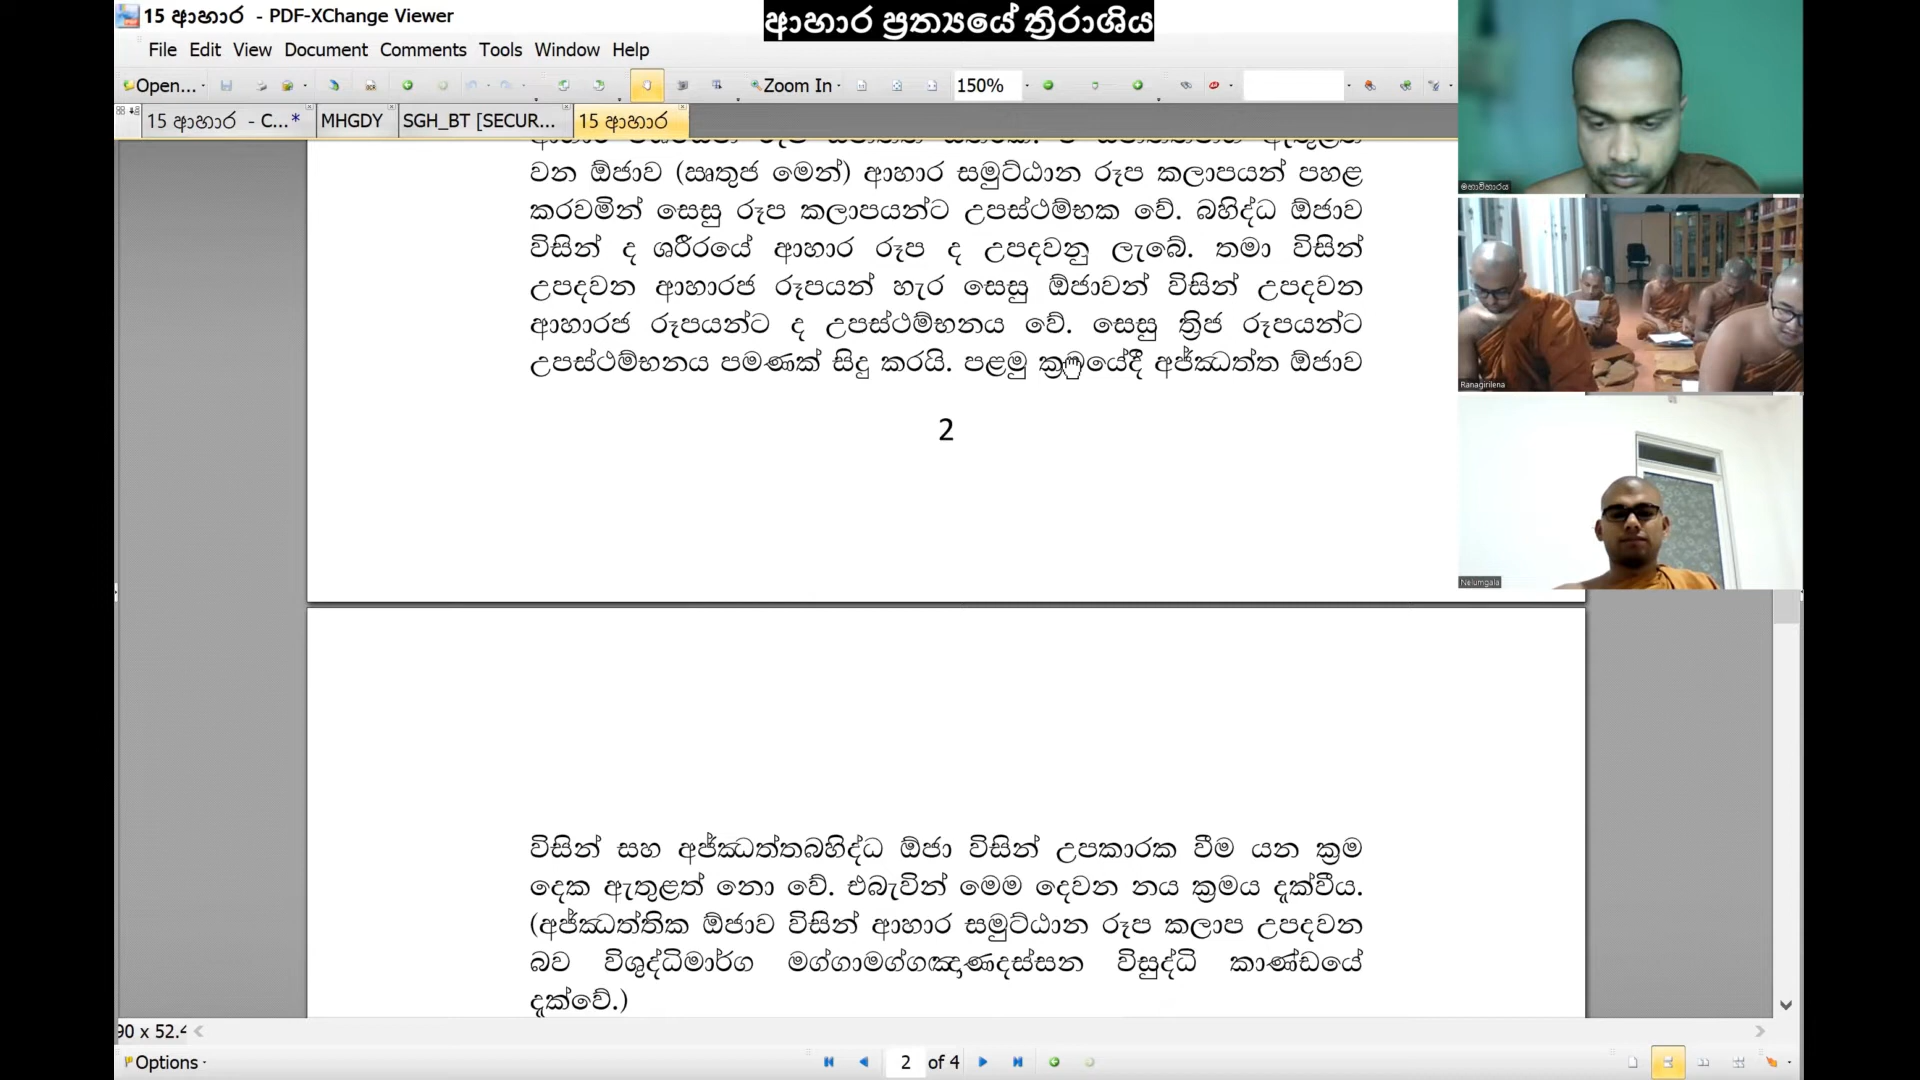 15 ආහාර - PDF-XChange Viewer
ආහාර ප්‍රත්‍යයේ ත්‍රිරාශිය
File Edit View Document Comments Tools Window Help
Open... Zoom In 150%
15 ආහාර - C...* MHGDY SGH_BT [SECUR... 15 ආහාර
වන ඕජාව (ඍතුජ මෙන්) ආහාර සමුට්ඨාන රූප කලාපයන් පහළ
කරවමින් සෙසු රූප කලාපයන්ට උපස්ථම්භක වේ. බහිද්ධ ඕජාව
විසින් ද ශරීරයේ ආහාර රූප ද උපදවනු ලැබේ. තමා විසින්
උපදවන ආහාරජ රූපයන් හැර සෙසු ඕජාවන් විසින් උපදවන
ආහාරජ රූපයන්ට ද උපස්ථම්භනය වේ. සෙසු ත්‍රිජ රූපයන්ට
උපස්ථම්භනය පමණක් සිදු කරයි. පළමු ක්‍රමයේදී අජ්ඣත්ත ඕජාව
2
විසින් සහ අජ්ඣත්තබහිද්ධ ඕජා විසින් උපකාරක වීම යන ක්‍රම
දෙක ඇතුළත් නො වේ. එබැවින් මෙම දෙවන නය ක්‍රමය දැක්වීය.
(අජ්ඣත්තික ඕජාව විසින් ආහාර සමුට්ඨාන රූප කලාප උපදවන
බව විශුද්ධිමාර්ග මග්ගාමග්ගඤාණදස්සන විසුද්ධි කාණ්ඩයේ
දැක්වේ.)
මහාවිහාරය
Ranagirilena
Nelumgala
90 x 52.4
Options
2 of 4